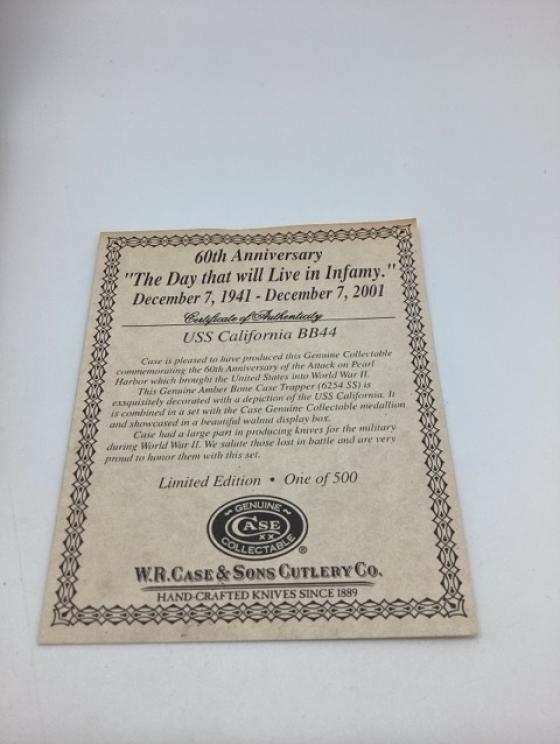 60th Anniversary
"The Day that will Live in Infamy."
December 7, 1941 - December 7, 2001
Certificate of Authenticity
USS California BB44
Case is pleased to have produced this Genuine Collectable
commemorating the 60th Anniversary of the Attack on Pearl
Harbor which brought the United States into World War II.
This Genuine Amber Bone Case Trapper (6254 SS) is
exsquisitely decorated with a depiction of the USS California. It
is combined in a set with the Case Genuine Collectable medallion
and showcased in a beautiful walnut display box.
Case had a large part in producing knives for the military
during World War II. We salute those lost in battle and are very
proud to honor them with this set.
Limited Edition • One of 500
~ GENUINE ~
CASE
XX
COLLECTABLE
®
W.R. CASE & SONS CUTLERY CO.
HAND-CRAFTED KNIVES SINCE 1889